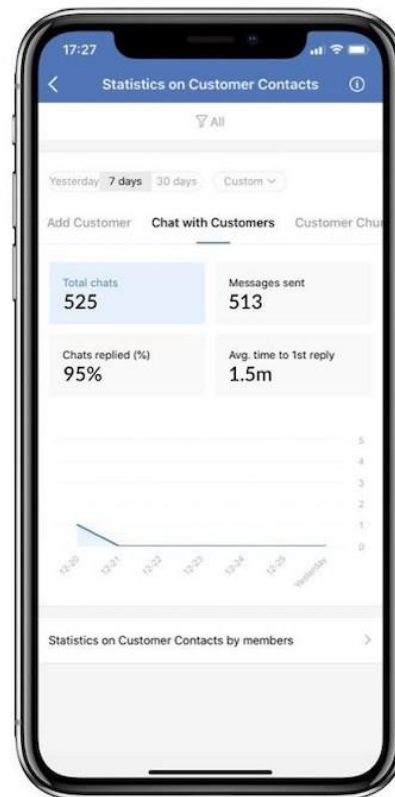 17:27
Statistics on Customer Contacts
All
Yesterday 7 days 30 days Custom
Add Customer Chat with Customers Customer Chu
Total chats Messages sent
525 513
Chats replied (%) Avg. time to 1st reply
95% 1.5m
5
4
3
2
1
0
12-20 12-21 12-22 12-23 12-24 12-25 Yesterday
Statistics on Customer Contacts by members